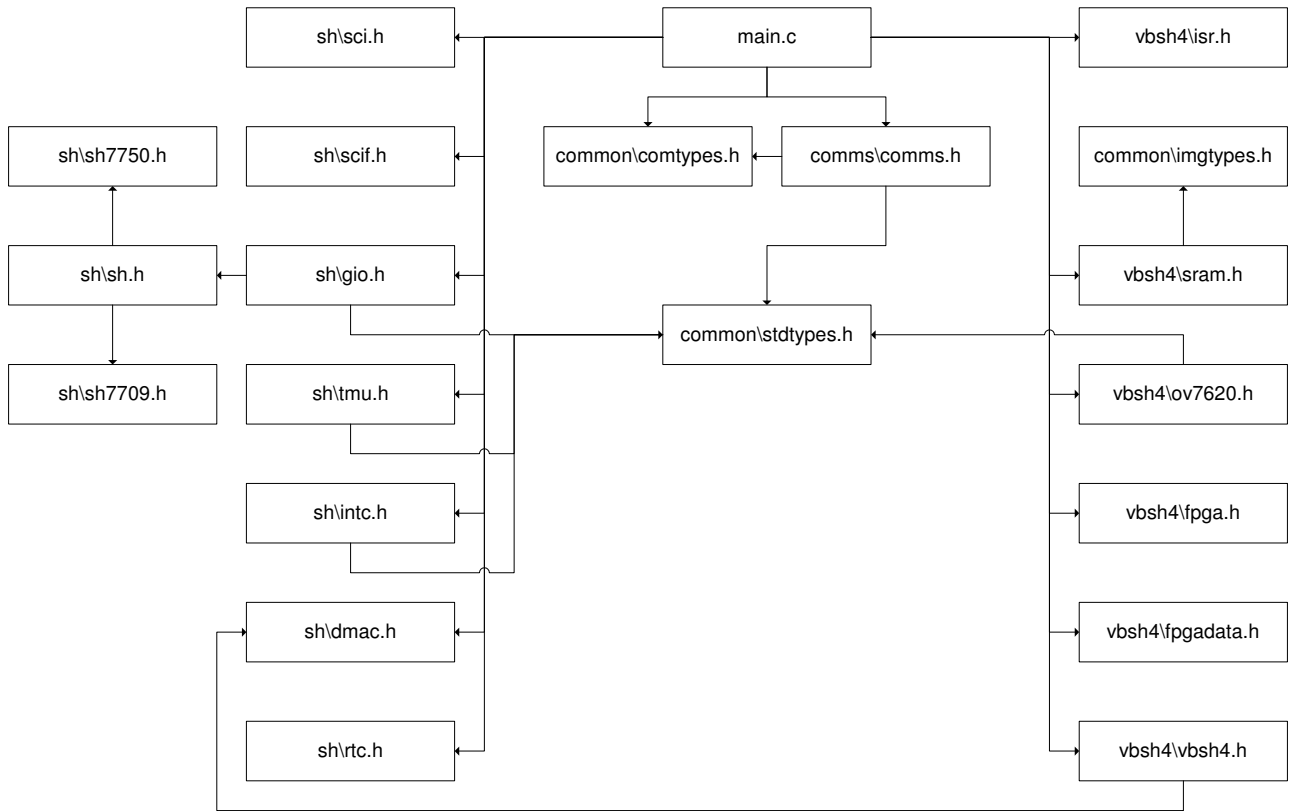 sh\sci.h
main.c
vbsh4\isr.h
sh\sh7750.h
sh\scif.h
common\comtypes.h
comms\comms.h
common\imgtypes.h
sh\sh.h
sh\gio.h
vbsh4\sram.h
common\stdtypes.h
sh\sh7709.h
sh\tmu.h
vbsh4\ov7620.h
sh\intc.h
vbsh4\fpga.h
sh\dmac.h
vbsh4\fpgadata.h
sh\rtc.h
vbsh4\vbsh4.h